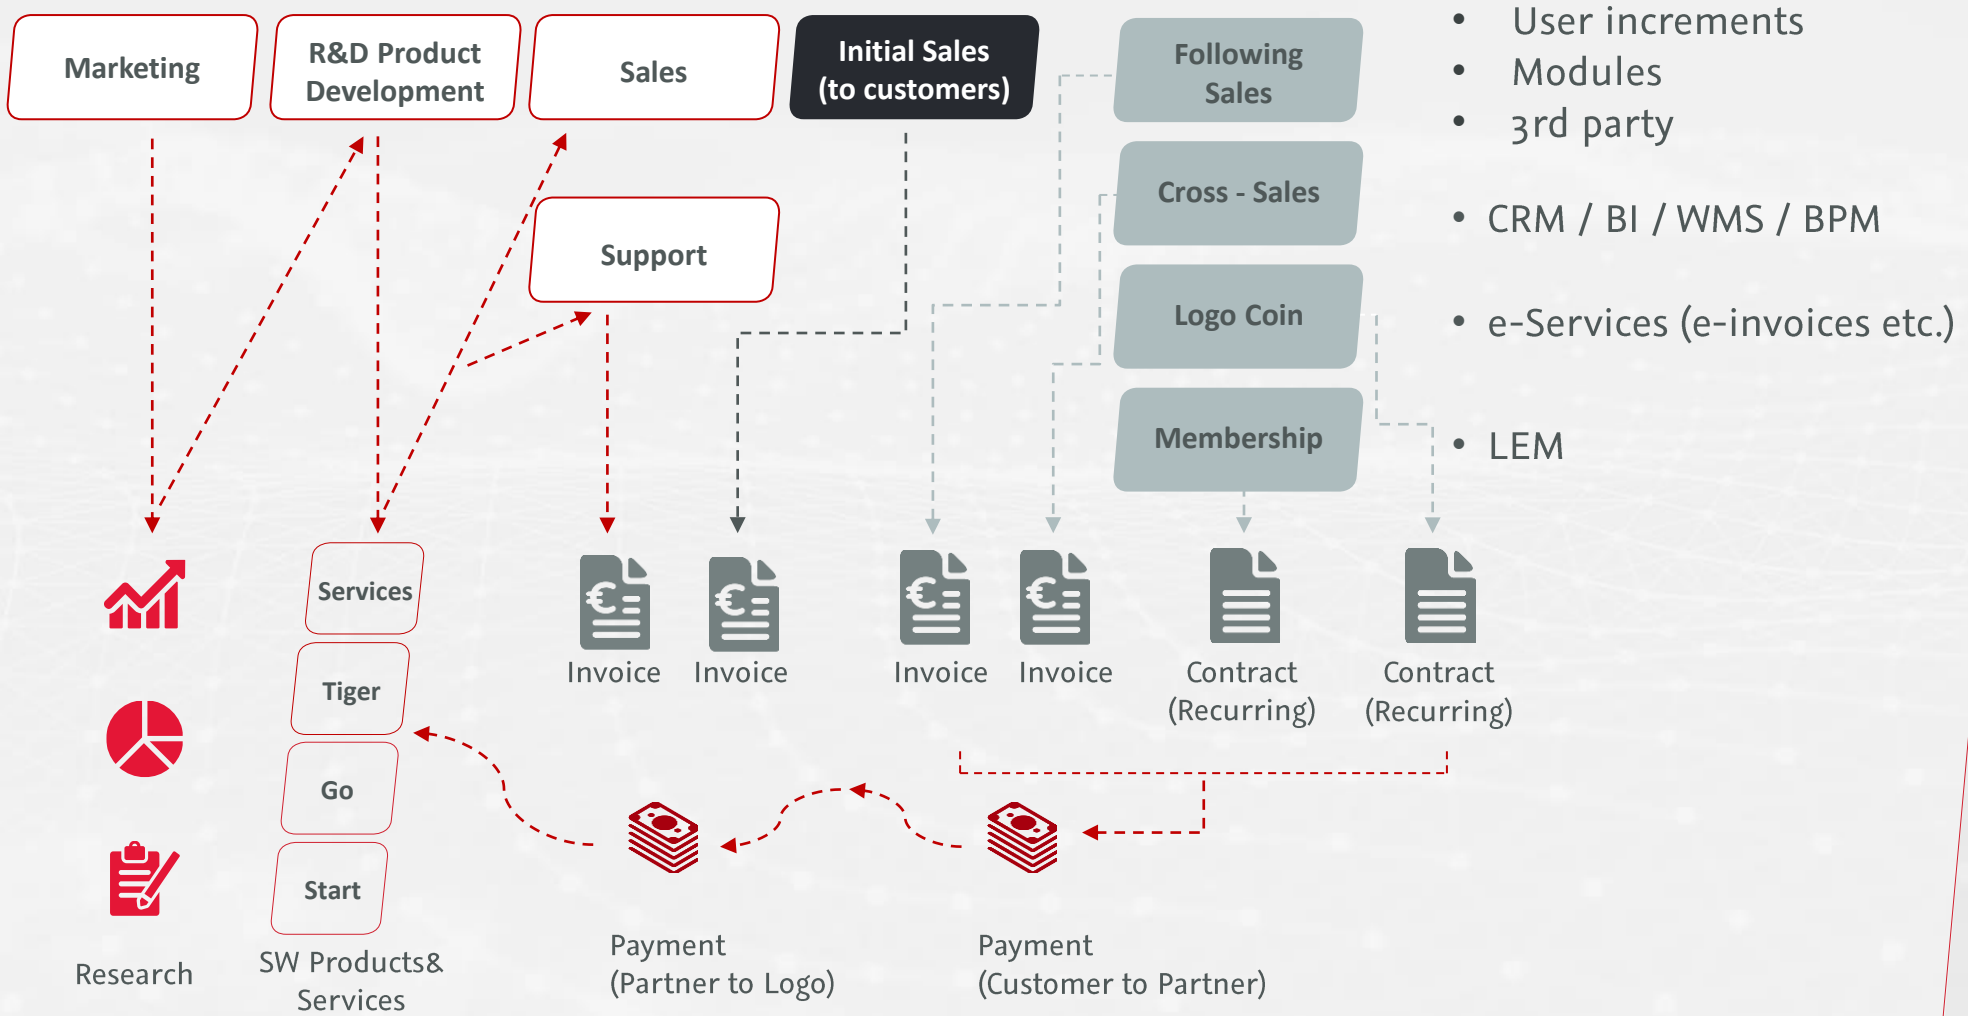 Marketing
R&D Product
Development
Sales
Initial Sales
(to customers)
Following
Sales
• User increments
• Modules
• 3rd party
Support
Cross - Sales
• CRM / BI / WMS / BPM
Logo Coin
• e-Services (e-invoices etc.)
Membership
• LEM
Services
Tiger
Go
Start
€
Invoice
€
Invoice
€
Invoice
€
Invoice
Contract
(Recurring)
Contract
(Recurring)
Research
SW Products&
Services
Payment
(Partner to Logo)
Payment
(Customer to Partner)